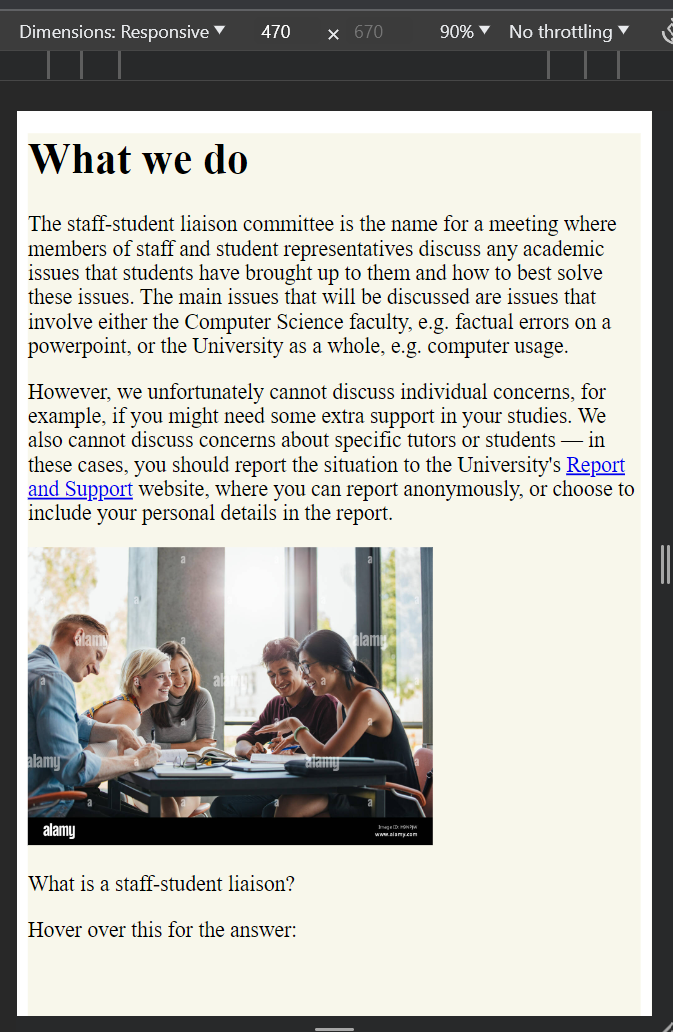 Dimensions: Responsive ▼ 470 × 670 90% ▼ No throttling ▼
What we do
The staff-student liaison committee is the name for a meeting where
members of staff and student representatives discuss any academic
issues that students have brought up to them and how to best solve
these issues. The main issues that will be discussed are issues that
involve either the Computer Science faculty, e.g. factual errors on a
powerpoint, or the University as a whole, e.g. computer usage.
However, we unfortunately cannot discuss individual concerns, for
example, if you might need some extra support in your studies. We
also cannot discuss concerns about specific tutors or students — in
these cases, you should report the situation to the University's Report
and Support website, where you can report anonymously, or choose to
include your personal details in the report.
a a
a
alamy a alamy
a a alamy a
a
alamy alamy a
a a a
alamy
www.alamy.com
What is a staff-student liaison?
Hover over this for the answer: